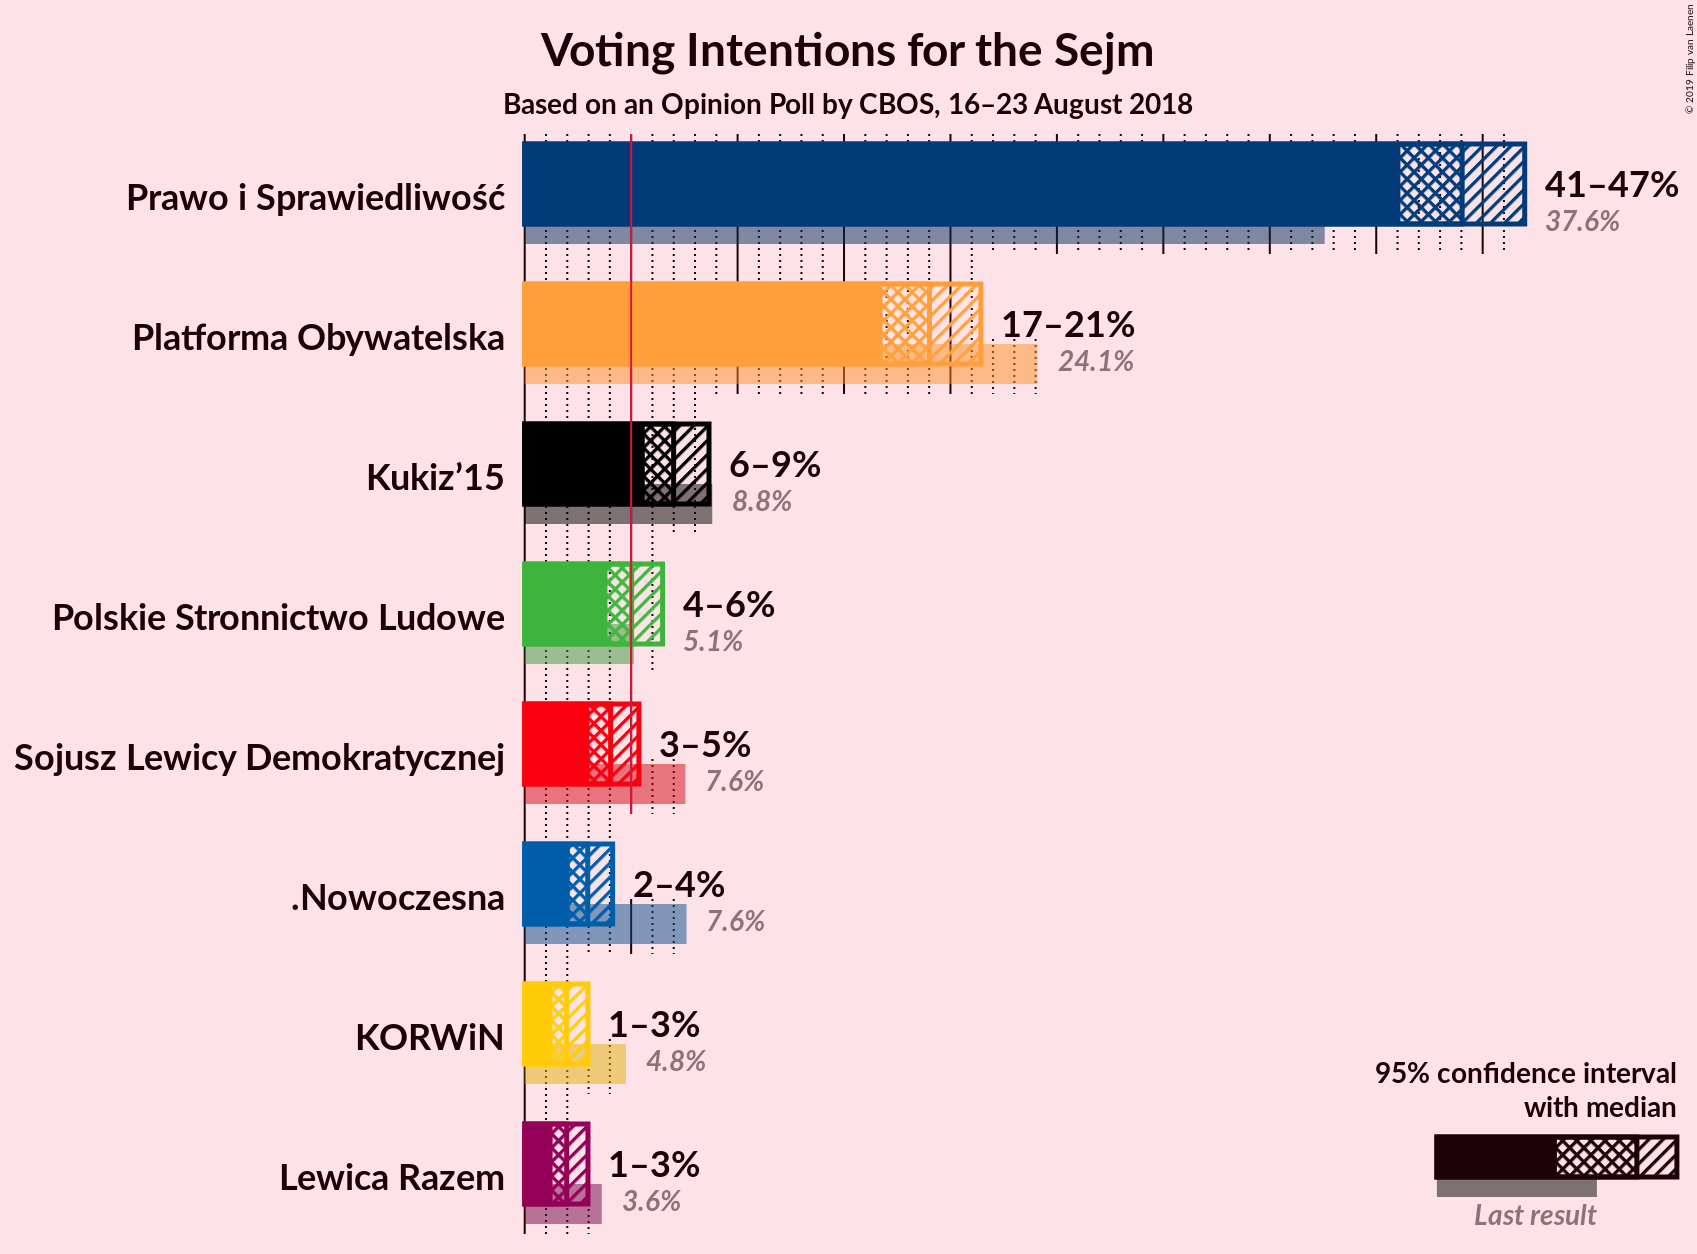 Voting Intentions for the Sejm
Based on an Opinion Poll by CBOS, 16–23 August 2018
© 2019 Filip van Laenen
Prawo i Sprawiedliwość
41–47%
37.6%
Platforma Obywatelska
17–21%
24.1%
Kukiz’15
6–9%
8.8%
Polskie Stronnictwo Ludowe
4–6%
5.1%
Sojusz Lewicy Demokratycznej
3–5%
7.6%
.Nowoczesna
2–4%
7.6%
KORWiN
1–3%
4.8%
Lewica Razem
1–3%
3.6%
95% confidence interval
with median
Last result